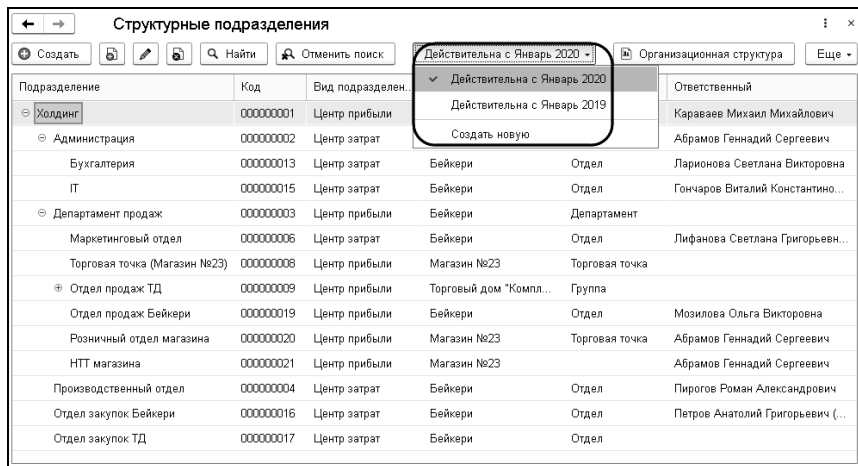 Структурные подразделения
Создать Найти Отменить поиск Действительна с Январь 2020 Организационная структура Еще
Подразделение Код Вид подразделен... Ответственный
Действительна с Январь 2020
Действительна с Январь 2019
Создать новую
Холдинг 000000001 Центр прибыли Караваев Михаил Михайлович
Администрация 000000002 Центр затрат Абрамов Геннадий Сергеевич
Бухгалтерия 000000013 Центр затрат Бейкери Отдел Ларионова Светлана Викторовна
IT 000000015 Центр затрат Бейкери Отдел Гончаров Виталий Константино...
Департамент продаж 000000003 Центр прибыли Бейкери Департамент
Маркетинговый отдел 000000006 Центр затрат Бейкери Отдел Лифанова Светлана Григорьевн...
Торговая точка (Магазин №23) 000000008 Центр прибыли Магазин №23 Торговая точка
Отдел продаж ТД 000000009 Центр прибыли Торговый дом "Компл... Группа
Отдел продаж Бейкери 000000019 Центр прибыли Бейкери Отдел Мозилова Ольга Викторовна
Розничный отдел магазина 000000020 Центр прибыли Магазин №23 Торговая точка Абрамов Геннадий Сергеевич
НТТ магазина 000000021 Центр прибыли Магазин №23 Абрамов Геннадий Сергеевич
Производственный отдел 000000004 Центр затрат Бейкери Отдел Пирогов Роман Александрович
Отдел закупок Бейкери 000000016 Центр затрат Бейкери Отдел Петров Анатолий Григорьевич (...
Отдел закупок ТД 000000017 Центр затрат Бейкери Отдел